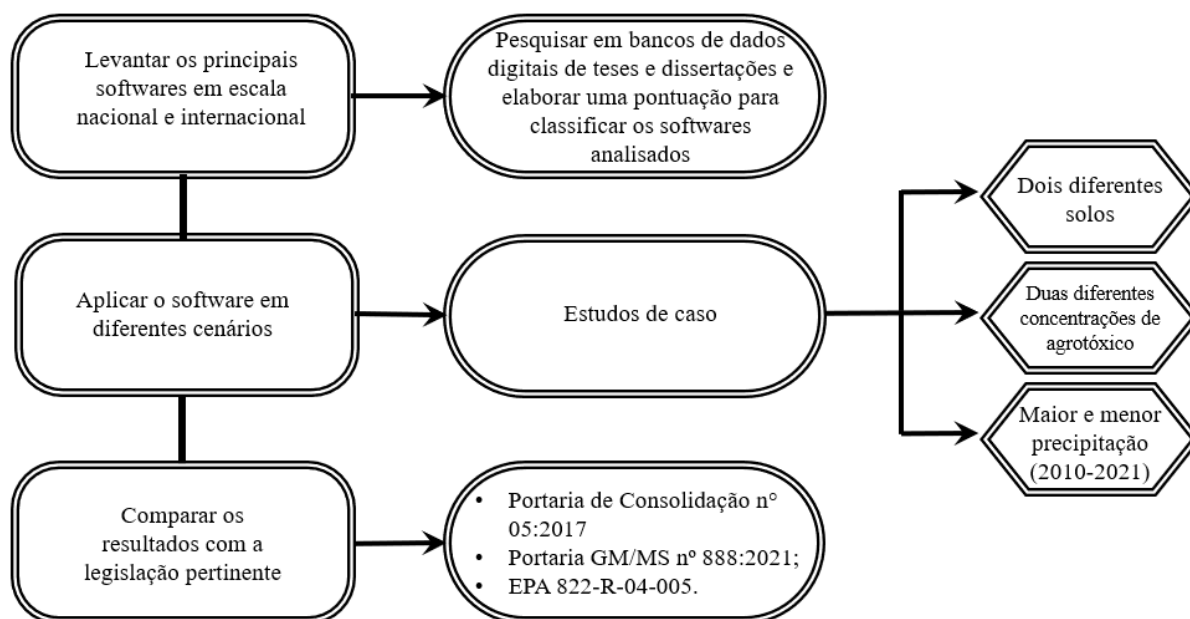 Levantar os principais
softwares em escala
nacional e internacional
Pesquisar em bancos de dados
digitais de teses e dissertações e
elaborar uma pontuação para
classificar os softwares
analisados
Aplicar o software em
diferentes cenários
Estudos de caso
Dois diferentes
solos
Duas diferentes
concentrações de
agrotóxico
Maior e menor
precipitação
(2010-2021)
Comparar os
resultados com a
legislação pertinente
• Portaria de Consolidação n°
05:2017
• Portaria GM/MS nº 888:2021;
• EPA 822-R-04-005.